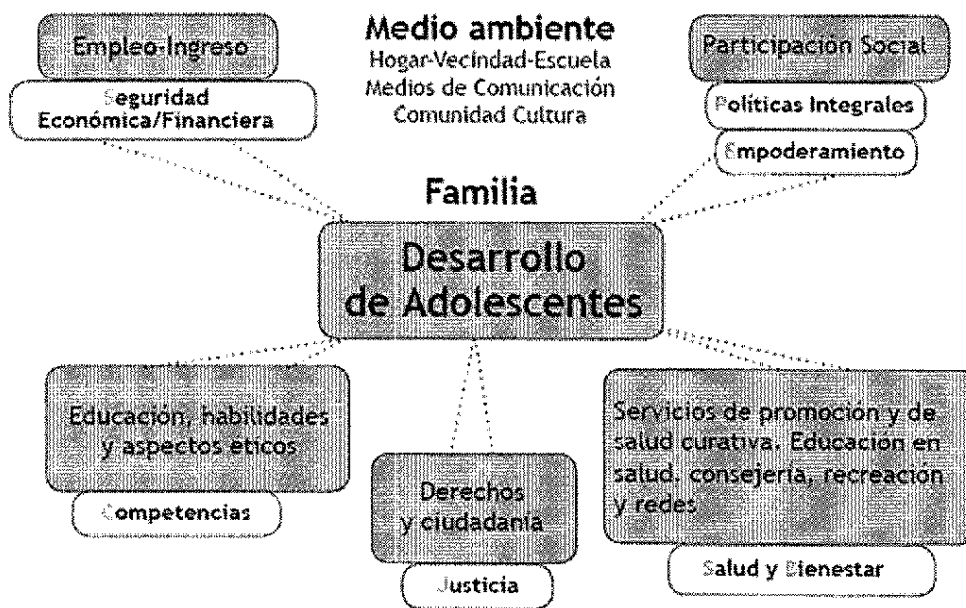 Empleo-Ingreso
Seguridad
Económica/Financiera
Medio ambiente
Hogar-Vecindad-Escuela
Medios de Comunicación
Comunidad Cultura
Participación Social
Políticas Integrales
Empoderamiento
Familia
Desarrollo
de Adolescentes
Educación, habilidades
y aspectos eticos
Competencias
Derechos
y ciudadanía
Justicia
Servicios de promoción y de
salud curativa. Educación en
salud. consejería, recreación
y redes
Salud y Bienestar